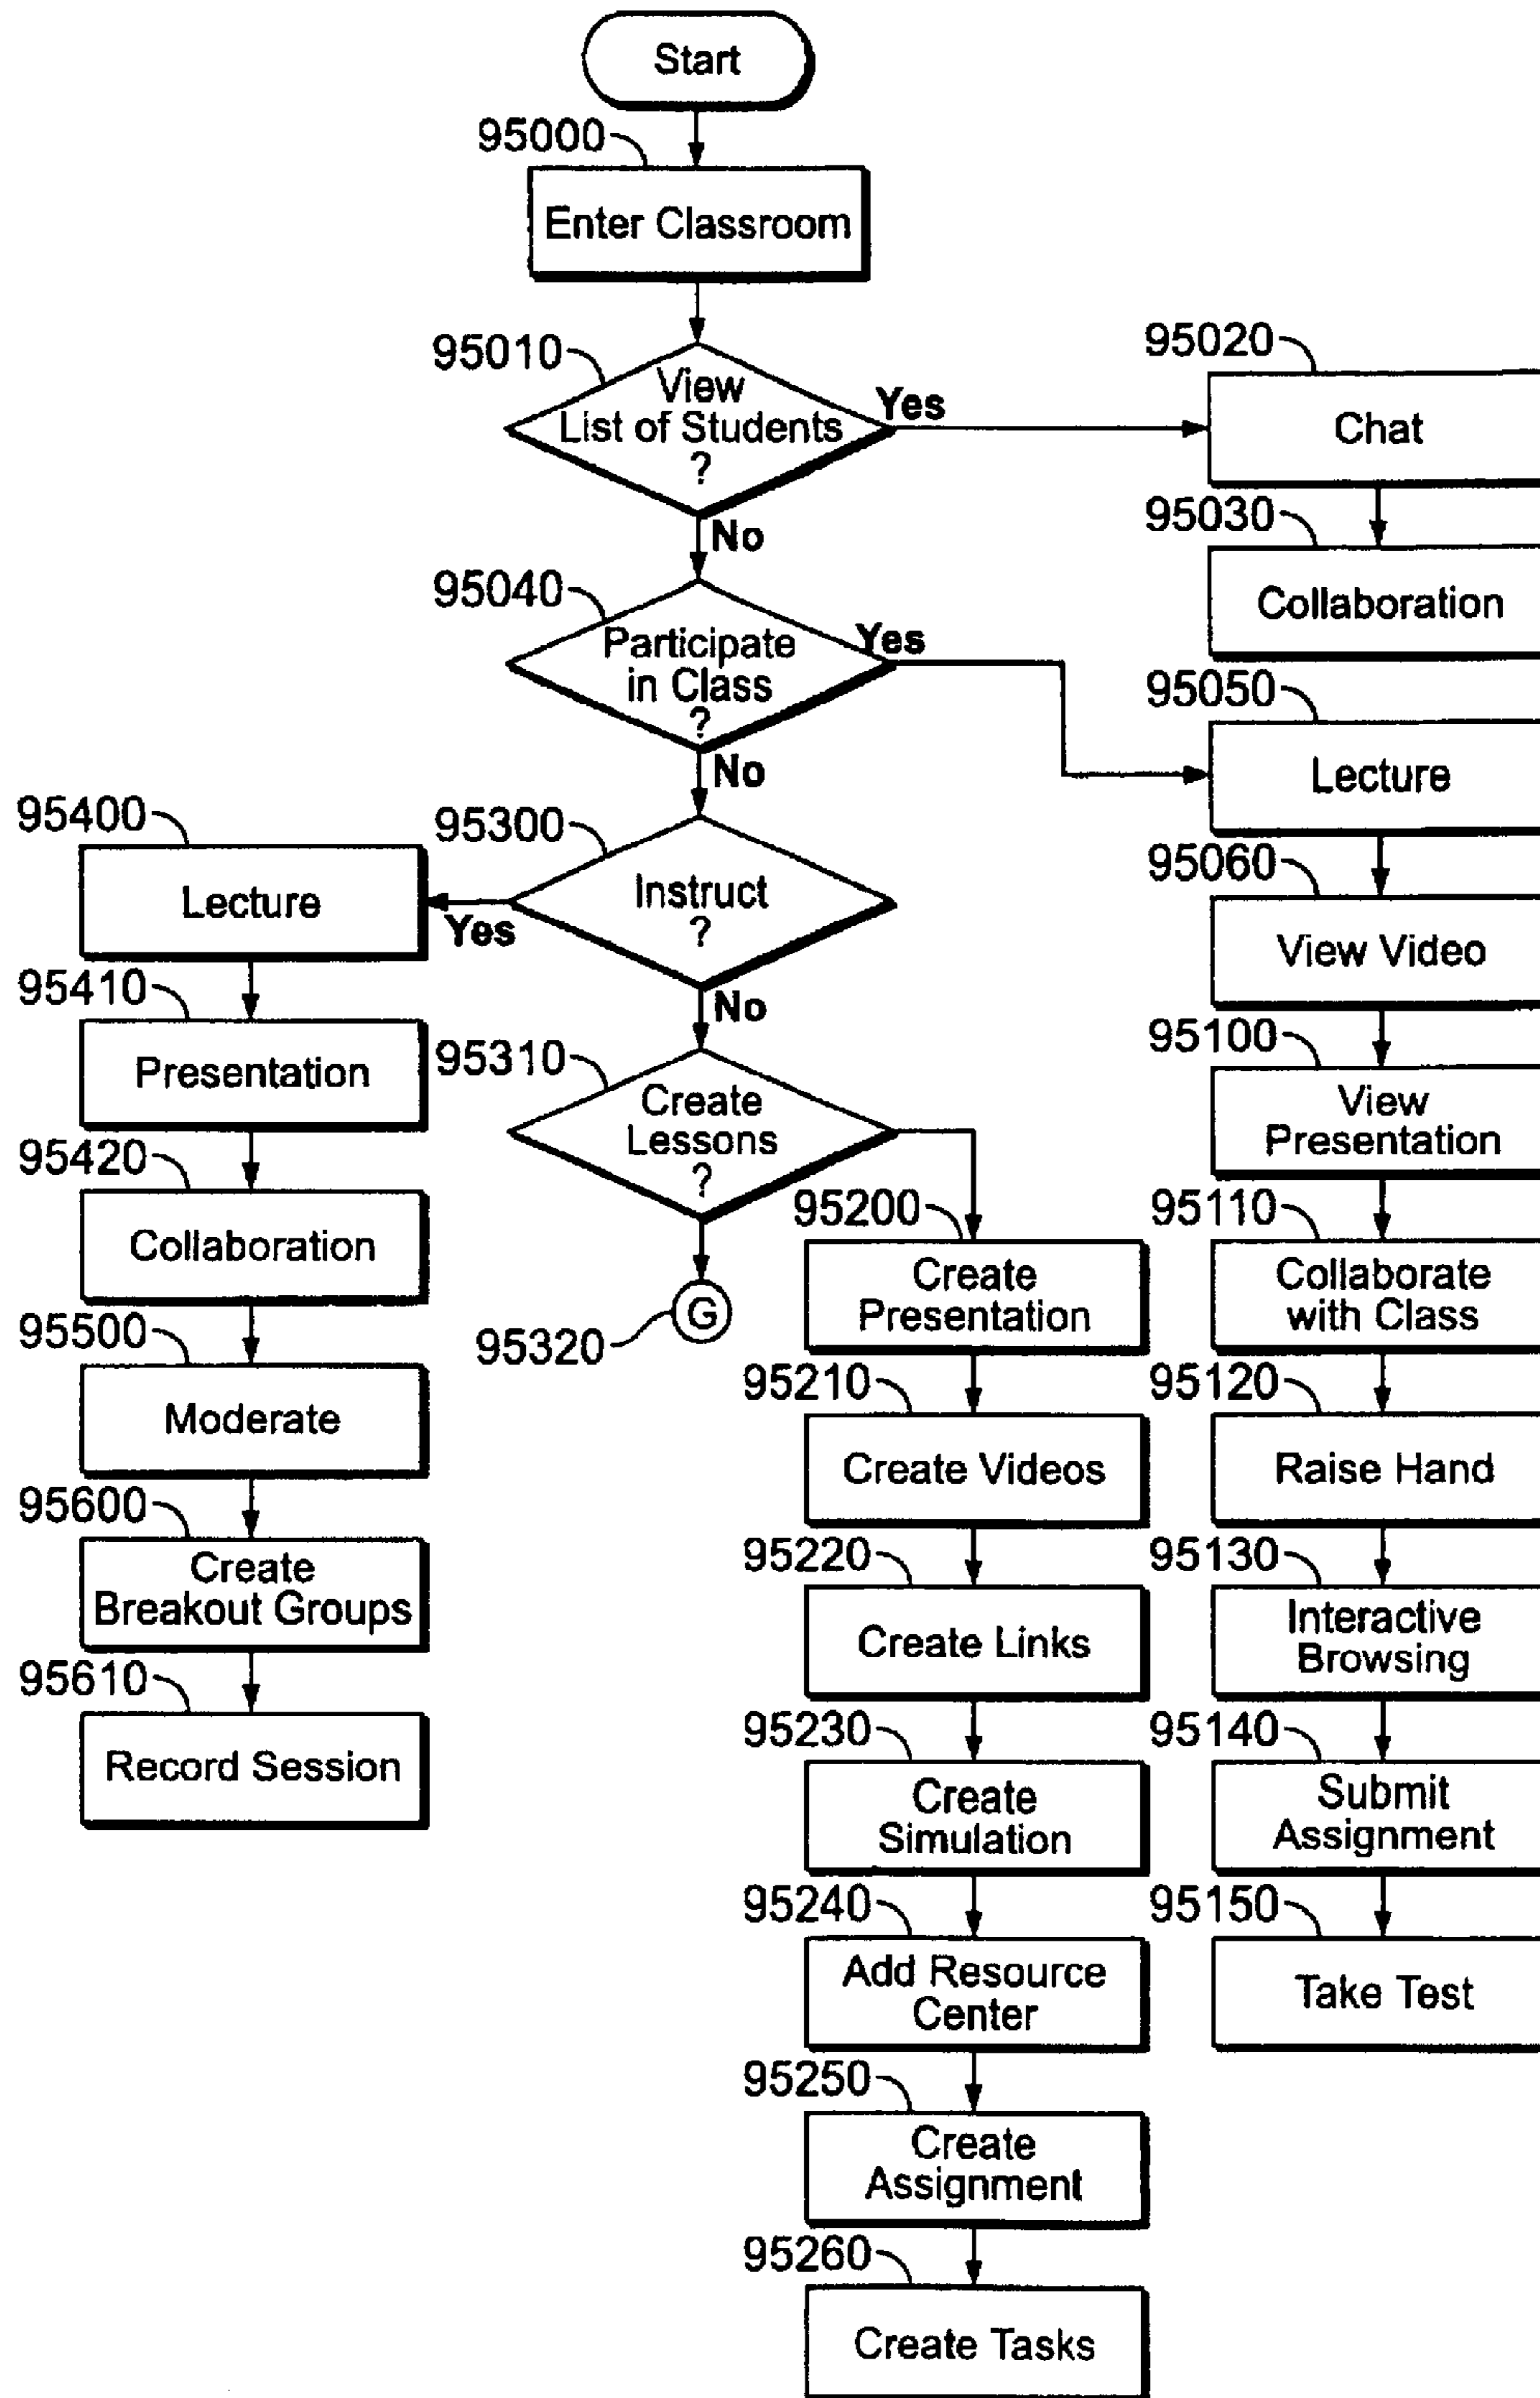 Start
95000
Enter Classroom
95010
View
List of Students
?
Yes
No
95020
Chat
95030
Collaboration
95040
Participate
in Class
?
Yes
No
95050
Lecture
95060
View Video
95100
View
Presentation
95110
Collaborate
with Class
95120
Raise Hand
95130
Interactive
Browsing
95140
Submit
Assignment
95150
Take Test
95300
Instruct
?
Yes
No
95400
Lecture
95410
Presentation
95420
Collaboration
95500
Moderate
95600
Create
Breakout Groups
95610
Record Session
95310
Create
Lessons
?
G
95320
95200
Create
Presentation
95210
Create Videos
95220
Create Links
95230
Create
Simulation
95240
Add Resource
Center
95250
Create
Assignment
95260
Create Tasks